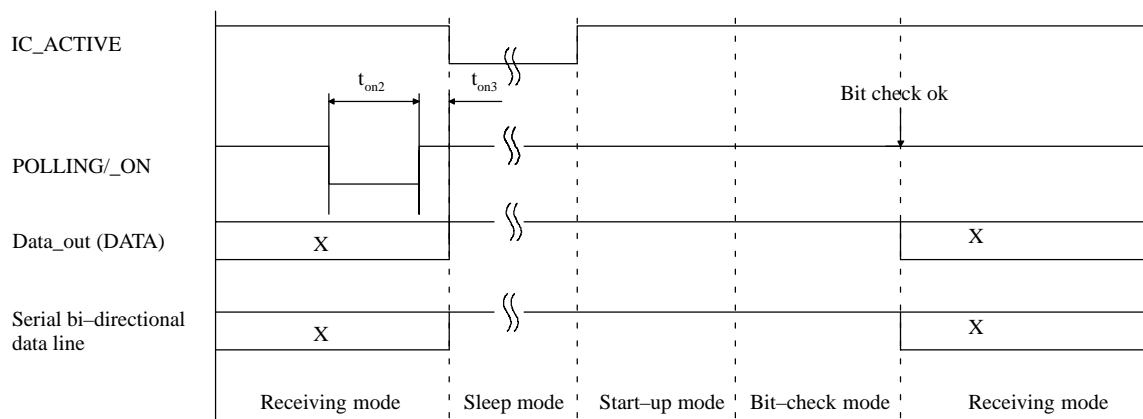 IC_ACTIVE
t_on2
t_on3
Bit check ok
POLLING/_ON
Data_out (DATA)
X
X
Serial bi–directional
data line
X
X
Receiving mode
Sleep mode
Start–up mode
Bit–check mode
Receiving mode